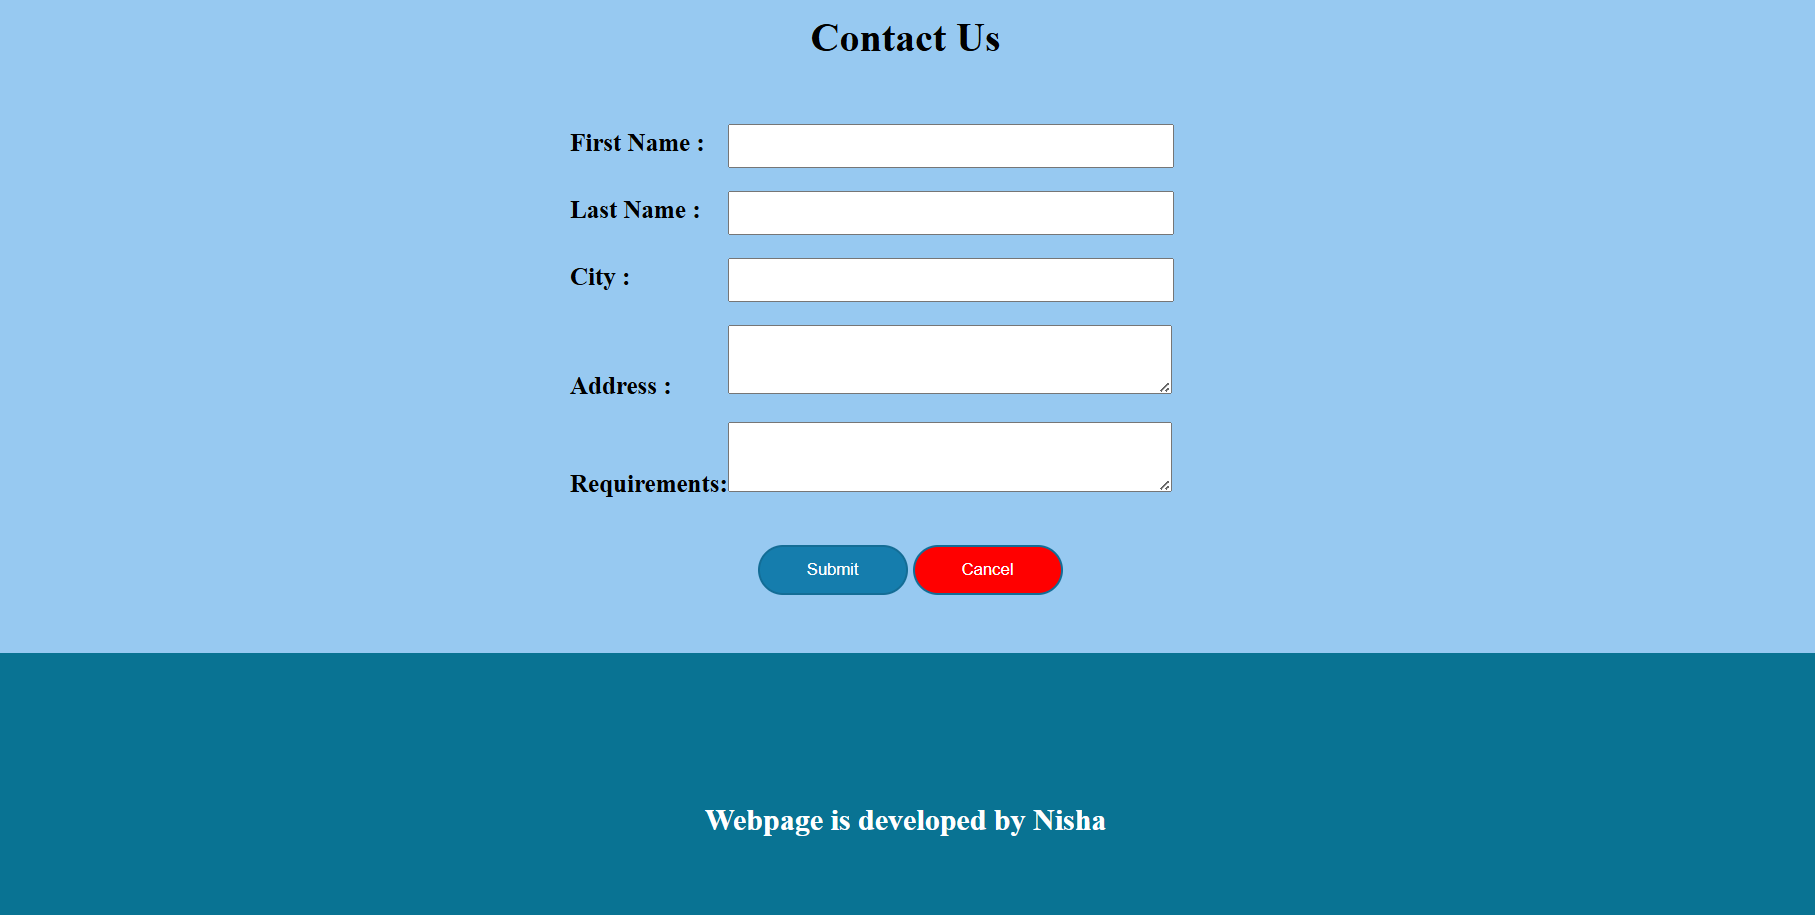 Contact Us
First Name :
Last Name :
City :
Address :
Requirements:
Submit Cancel
Webpage is developed by Nisha